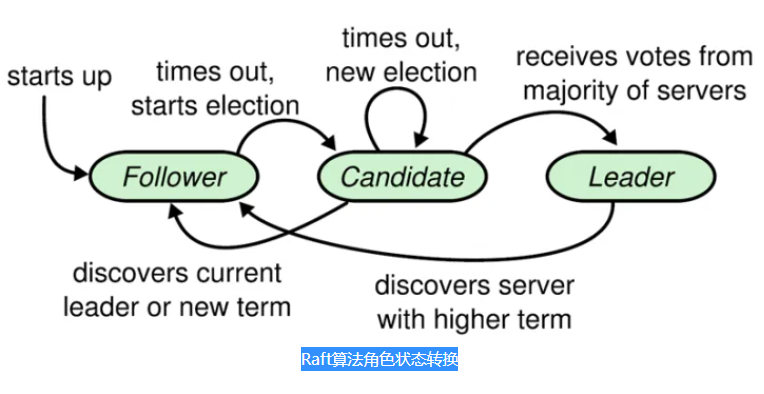 starts up
times out,
starts election
times out,
new election
receives votes from
majority of servers
Follower
Candidate
Leader
discovers current
leader or new term
discovers server
with higher term
Raft算法角色状态转换